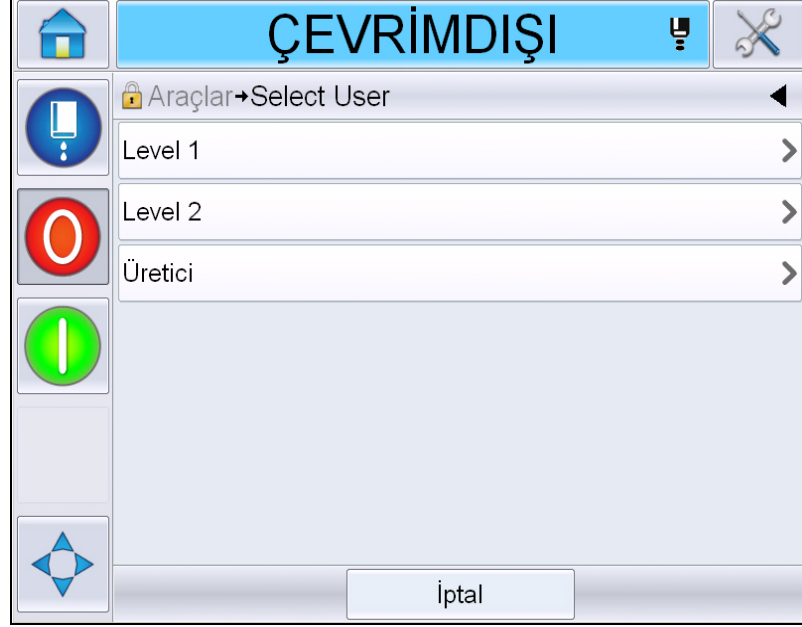 ÇEVRİMDIŞI
Araçlar→Select User
Level 1
Level 2
Üretici
İptal